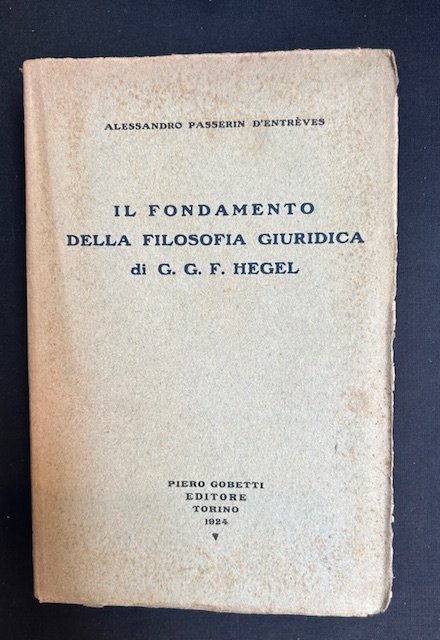 ALESSANDRO PASSERIN D'ENTRÈVES
IL FONDAMENTO
DELLA FILOSOFIA GIURIDICA
di G. G. F. HEGEL
PIERO GOBETTI
EDITORE
TORINO
1924